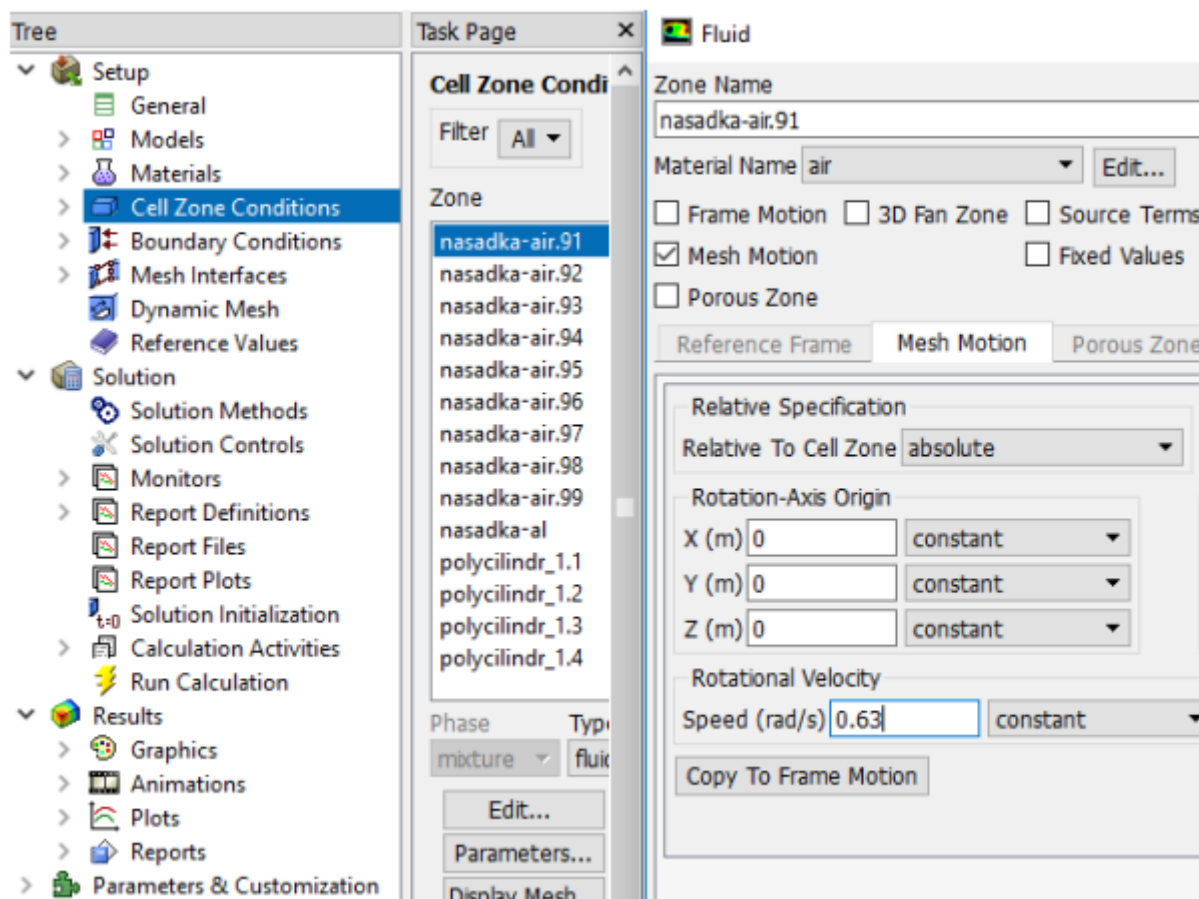 Tree
Setup
General
Models
Materials
Cell Zone Conditions
Boundary Conditions
Mesh Interfaces
Dynamic Mesh
Reference Values
Solution
Solution Methods
Solution Controls
Monitors
Report Definitions
Report Files
Report Plots
t=0 Solution Initialization
Calculation Activities
Run Calculation
Results
Graphics
Animations
Plots
Reports
Parameters & Customization
Task Page
Cell Zone Condi
Filter All
Zone
nasadka-air.91
nasadka-air.92
nasadka-air.93
nasadka-air.94
nasadka-air.95
nasadka-air.96
nasadka-air.97
nasadka-air.98
nasadka-air.99
nasadka-al
polycilindr_1.1
polycilindr_1.2
polycilindr_1.3
polycilindr_1.4
Phase Typ
mixture fluid
Edit...
Parameters...
Display Mesh
Fluid
Zone Name
nasadka-air.91
Material Name air Edit...
Frame Motion 3D Fan Zone Source Terms
Mesh Motion Fixed Values
Porous Zone
Reference Frame Mesh Motion Porous Zone
Relative Specification
Relative To Cell Zone absolute
Rotation-Axis Origin
X (m) 0 constant
Y (m) 0 constant
Z (m) 0 constant
Rotational Velocity
Speed (rad/s) 0.63 constant
Copy To Frame Motion